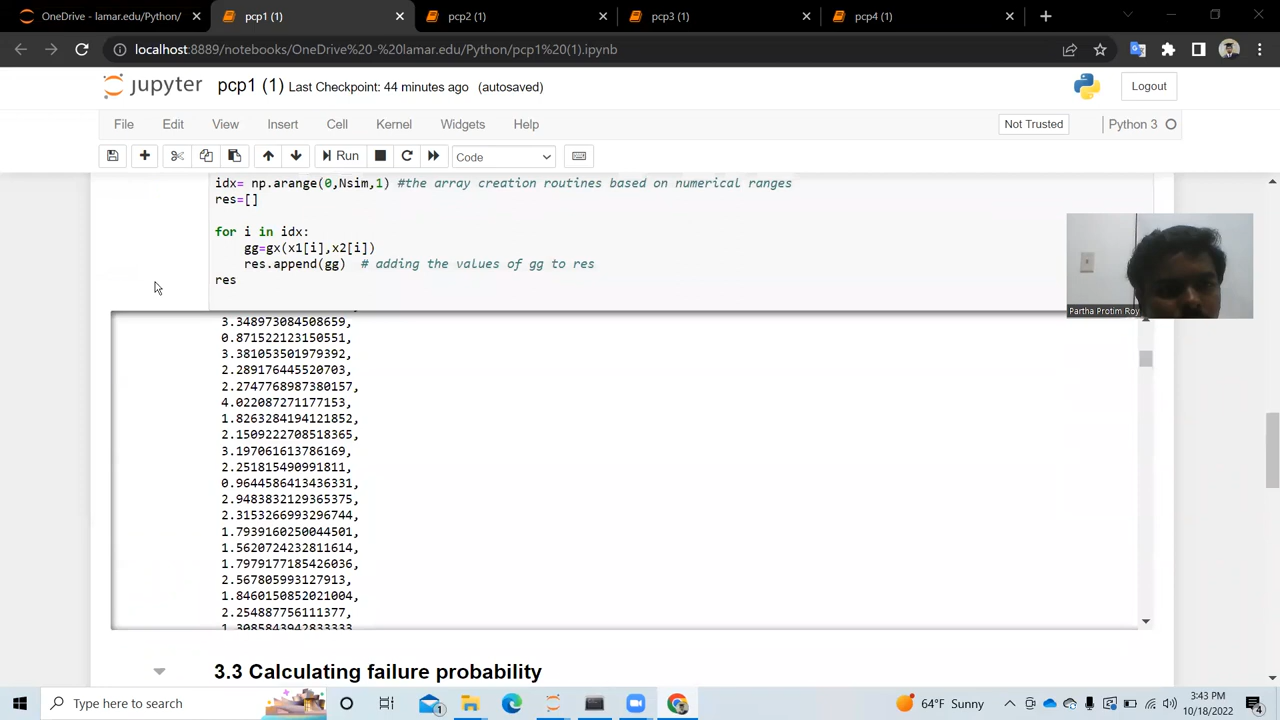 OneDrive - lamar.edu/Python/
pcp1 (1)
pcp2 (1)
pcp3 (1)
pcp4 (1)
localhost:8889/notebooks/OneDrive%20-%20lamar.edu/Python/pcp1%20(1).ipynb
jupyter pcp1 (1) Last Checkpoint: 44 minutes ago (autosaved)
Logout
File Edit View Insert Cell Kernel Widgets Help
Not Trusted
Python 3
Run
Code
idx= np.arange(0,Nsim,1) #the array creation routines based on numerical ranges
res=[]
for i in idx:
gg=gx(x1[i],x2[i])
res.append(gg) # adding the values of gg to res
res
Partha Protim Roy
3.348973084508659,
0.871522123150551,
3.381053501979392,
2.289176445520703,
2.2747768987380157,
4.022087271177153,
1.8263284194121852,
2.1509222708518365,
3.197061613786169,
2.251815490991811,
0.9644586413436331,
2.9483832129365375,
2.3153266993296744,
1.7939160250044501,
1.5620724232811614,
1.7979177185426036,
2.567805993127913,
1.8460150852021004,
2.254887756111377,
1.3085843942833333
3.3 Calculating failure probability
Type here to search
1
64°F Sunny
3:43 PM
10/18/2022
4